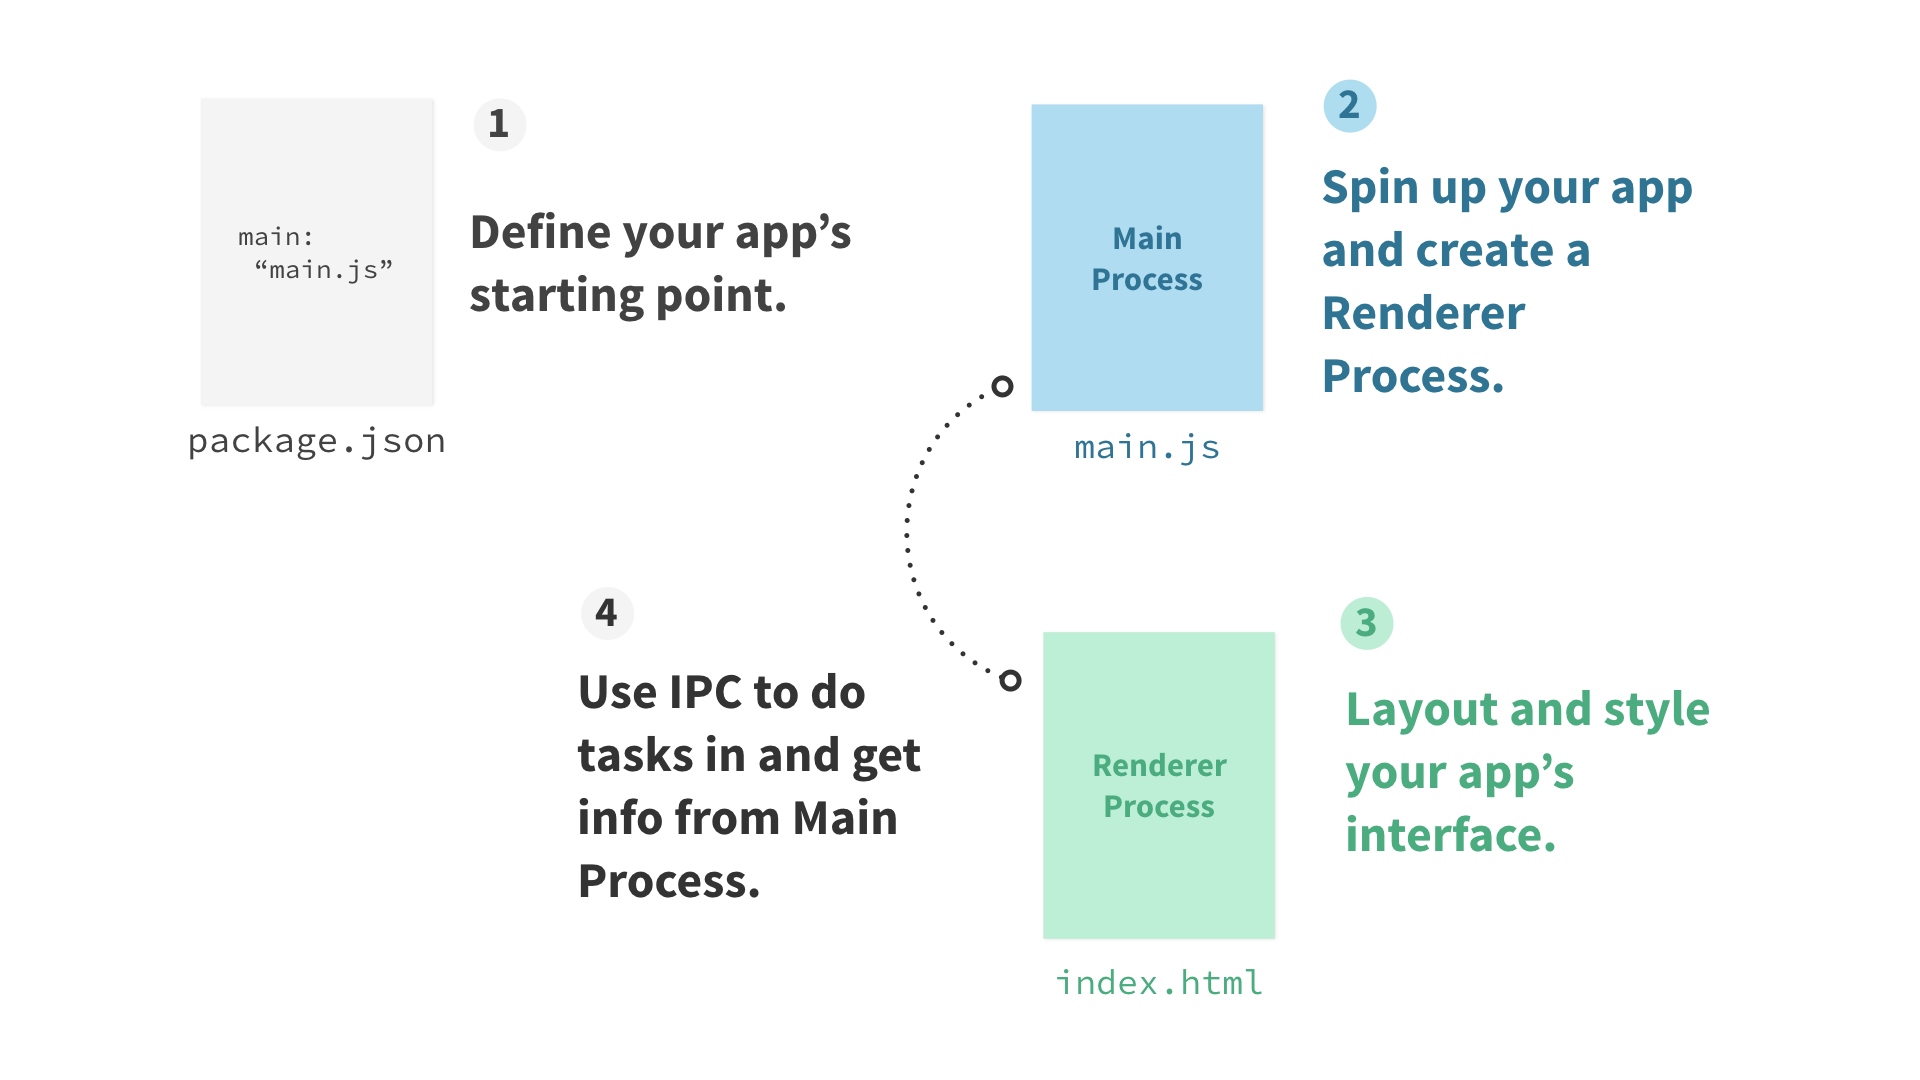 main:
“main.js”
package.json
1
Define your app’s
starting point.
Main
Process
main.js
2
Spin up your app
and create a
Renderer
Process.
Renderer
Process
index.html
3
Layout and style
your app’s
interface.
4
Use IPC to do
tasks in and get
info from Main
Process.